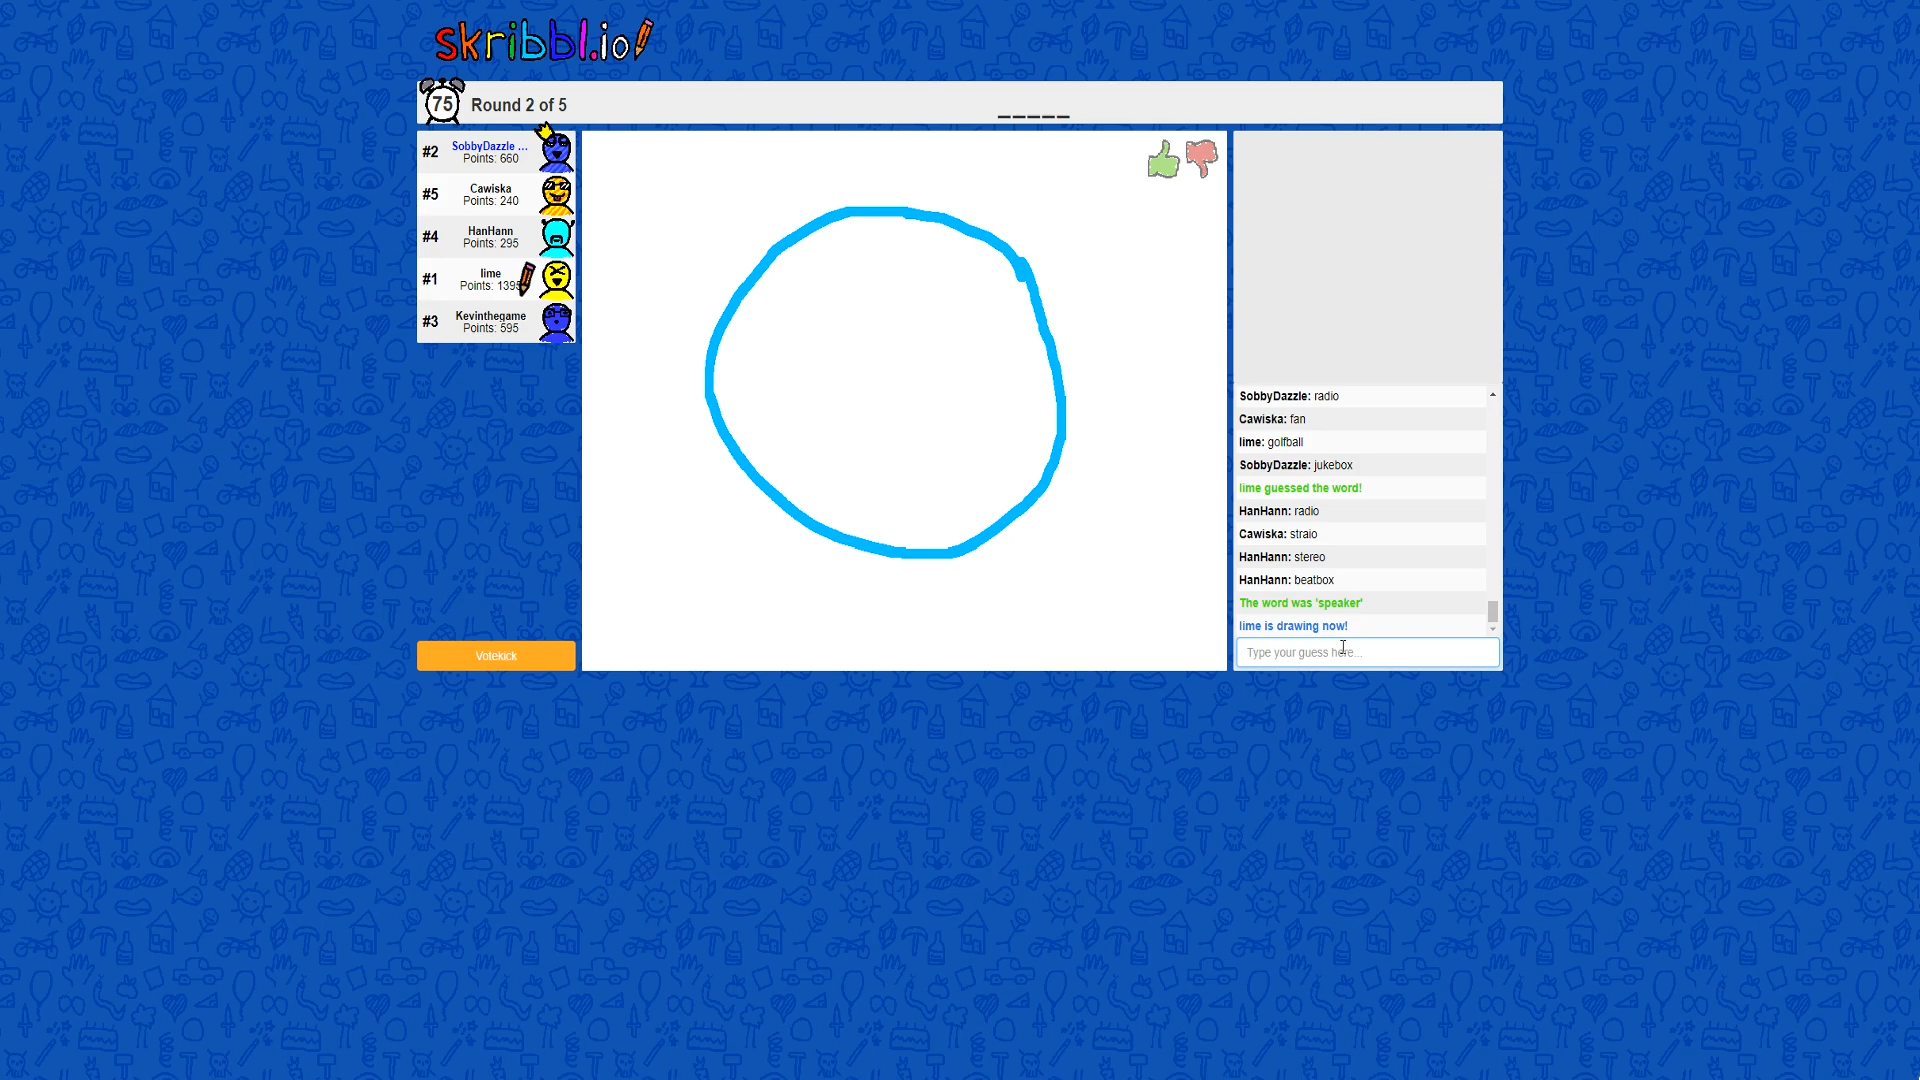 skribbl.io
75 Round 2 of 5
_____
#2 SobbyDazzle ...
Points: 660
#5 Cawiska
Points: 240
#4 HanHann
Points: 295
#1 lime
Points: 1395
#3 Kevinthegame
Points: 595
Votekick
SobbyDazzle: radio
Cawiska: fan
lime: golfball
SobbyDazzle: jukebox
lime guessed the word!
HanHann: radio
Cawiska: straio
HanHann: stereo
HanHann: beatbox
The word was 'speaker'
lime is drawing now!
Type your guess here...